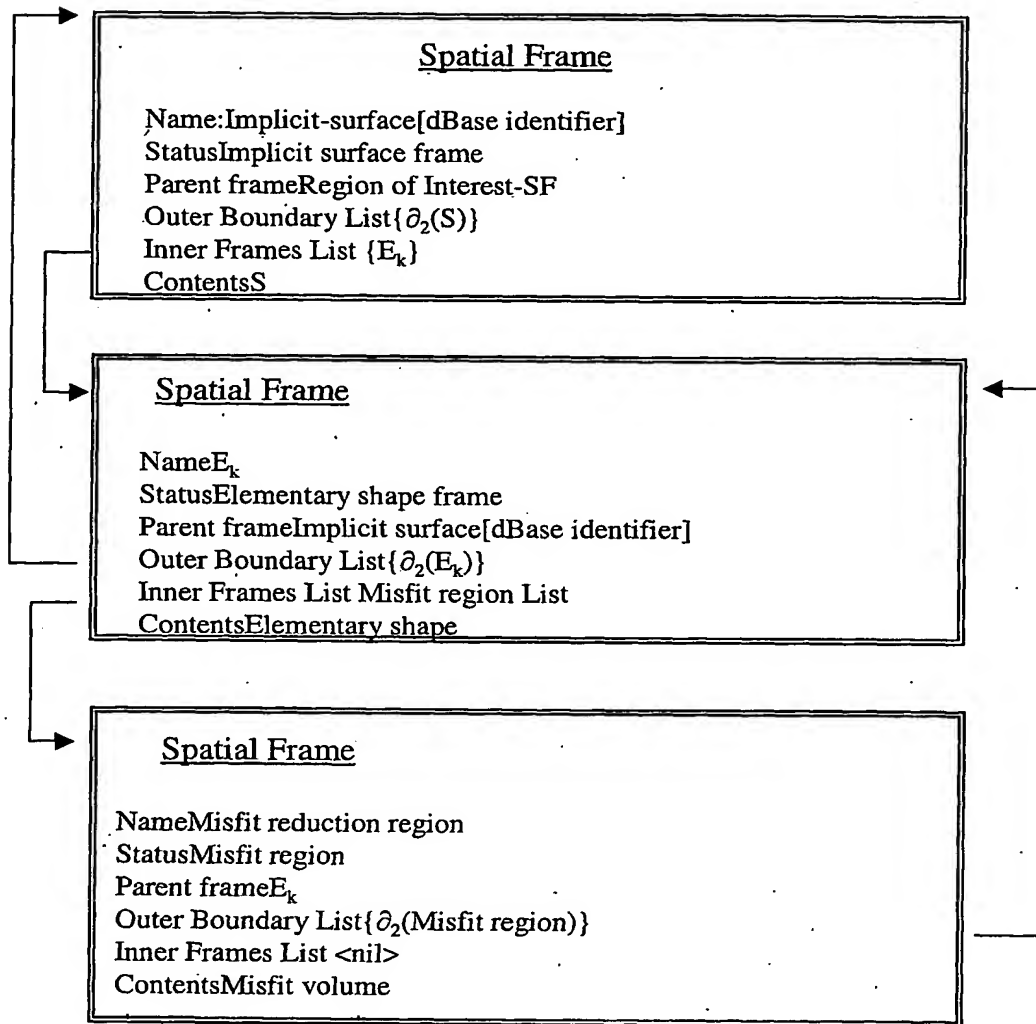 Spatial Frame
Name:Implicit-surface[dBase identifier]
StatusImplicit surface frame
Parent frameRegion of Interest-SF
Outer Boundary List{∂₂(S)}
Inner Frames List {Eₖ}
ContentsS
Spatial Frame
NameEₖ
StatusElementary shape frame
Parent frameImplicit surface[dBase identifier]
Outer Boundary List{∂₂(Eₖ)}
Inner Frames List Misfit region List
ContentsElementary shape
Spatial Frame
NameMisfit reduction region
StatusMisfit region
Parent frameEₖ
Outer Boundary List{∂₂(Misfit region)}
Inner Frames List <nil>
ContentsMisfit volume